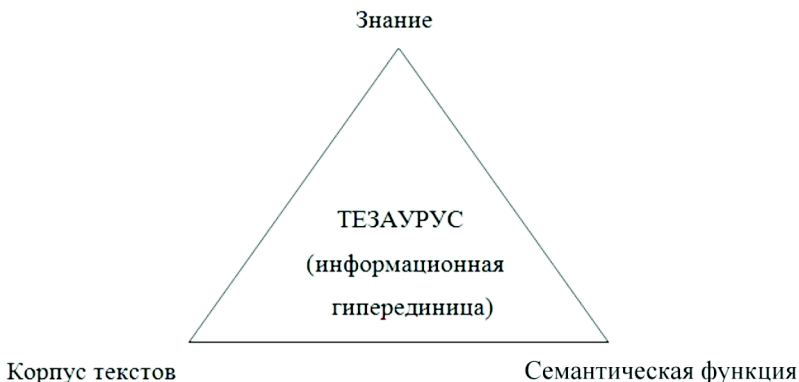 Знание
ТЕЗАУРУС
(информационная
гиперединица)
Корпус текстов
Семантическая функция